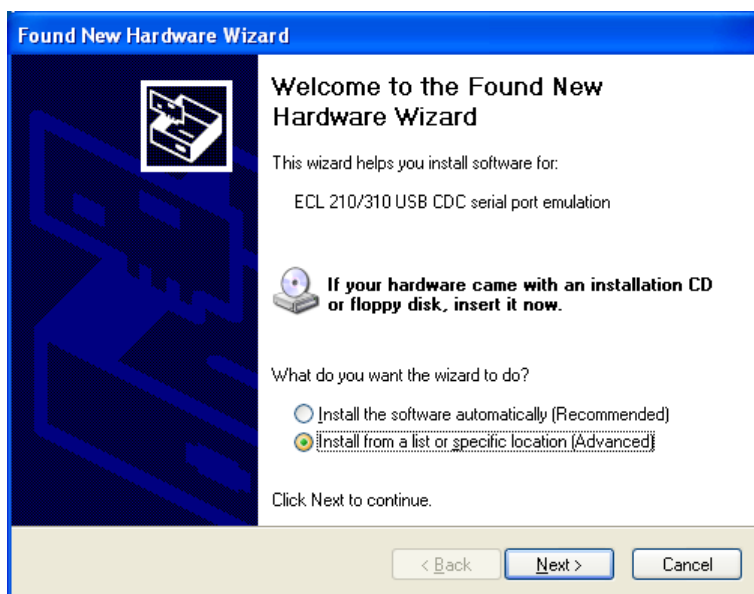 Found New Hardware Wizard
Welcome to the Found New
Hardware Wizard
This wizard helps you install software for:
ECL 210/310 USB CDC serial port emulation
If your hardware came with an installation CD
or floppy disk, insert it now.
What do you want the wizard to do?
Install the software automatically (Recommended)
Install from a list or specific location (Advanced)
Click Next to continue.
< Back
Next >
Cancel